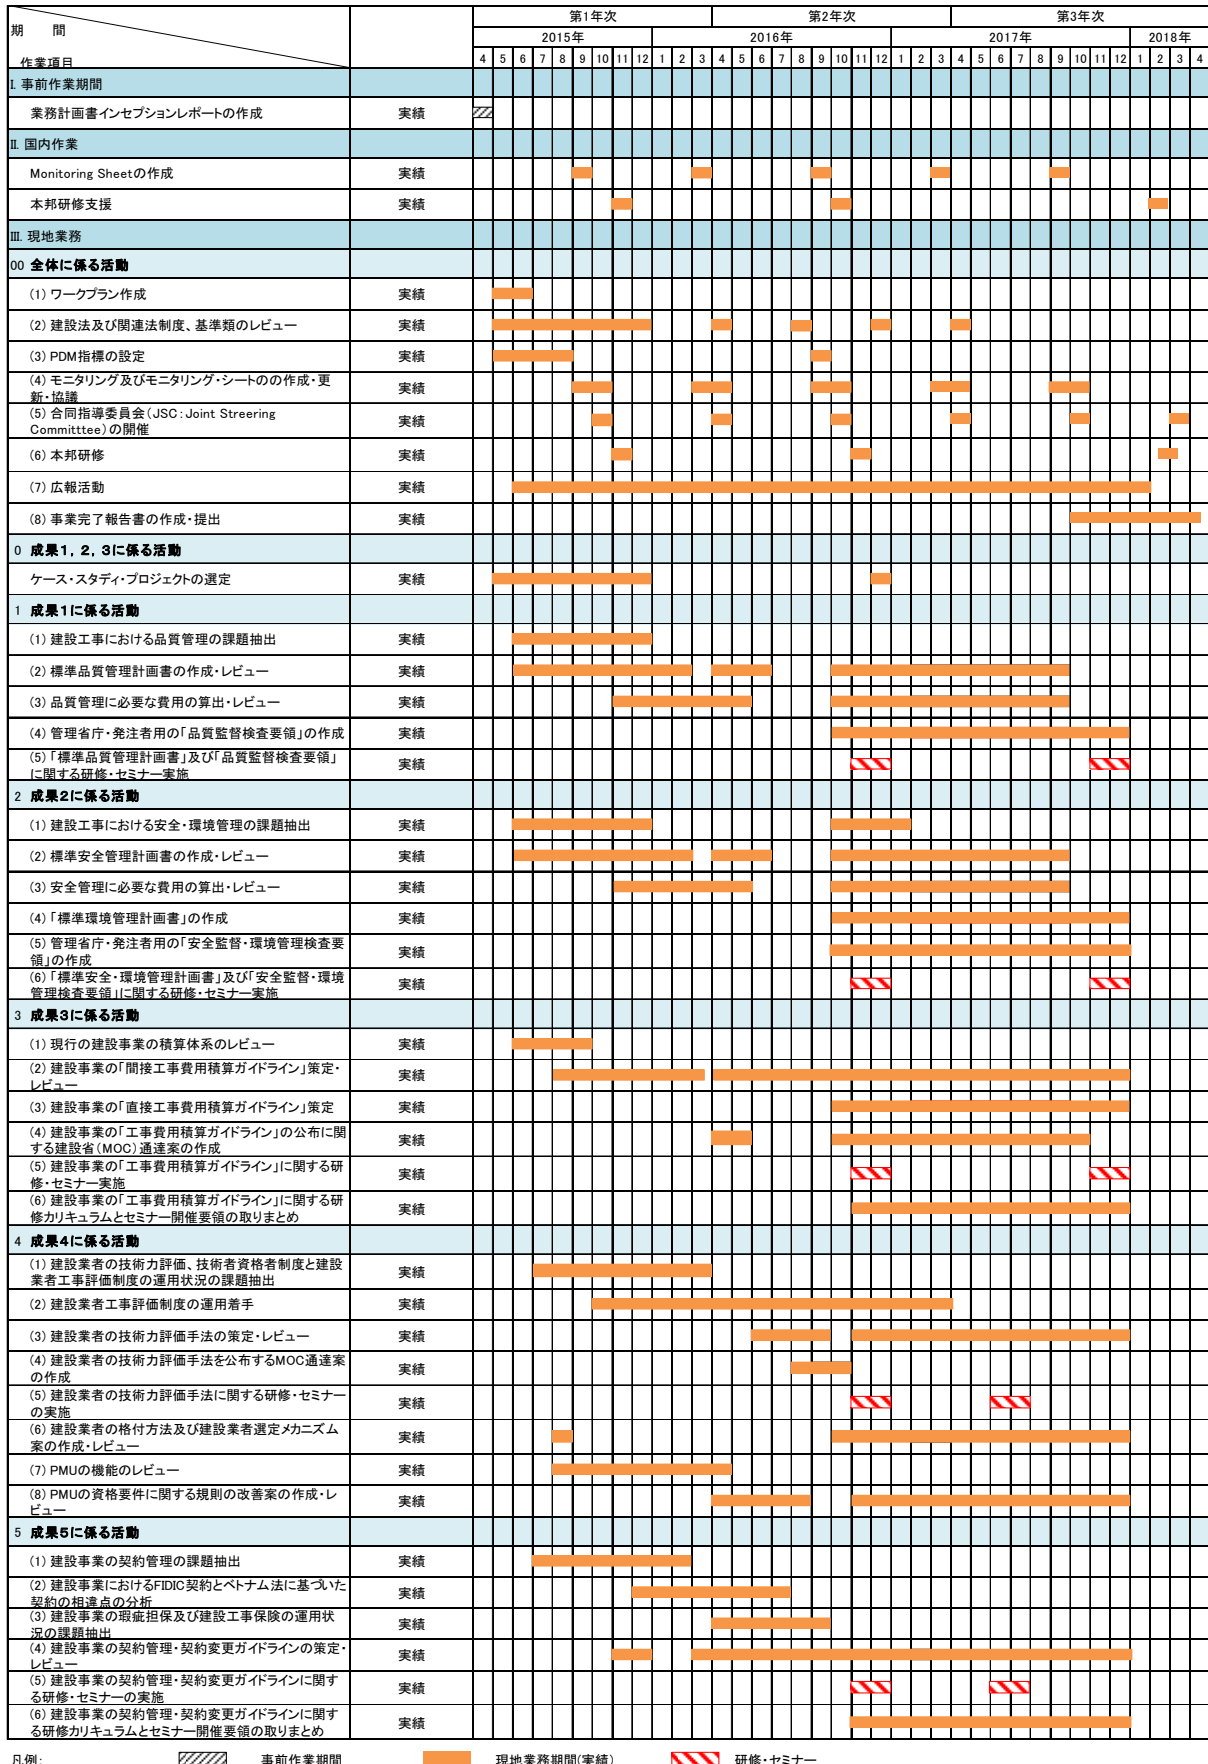 第1年次 第2年次 第3年次
期　　間
2015年 2016年 2017年 2018年
作業項目
4 5 6 7 8 9 10 11 12 1 2 3 4 5 6 7 8 9 10 11 12 1 2 3 4 5 6 7 8 9 10 11 12 1 2 3 4
Ⅰ. 事前作業期間
業務計画書インセプションレポートの作成 実績
Ⅱ. 国内作業
Monitoring Sheetの作成 実績
本邦研修支援 実績
Ⅲ. 現地業務
00 全体に係る活動
(1) ワークプラン作成 実績
(2) 建設法及び関連法制度、基準類のレビュー 実績
(3) PDM指標の設定 実績
(4) モニタリング及びモニタリング・シートのの作成・更
新・協議 実績
(5) 合同指導委員会(JSC:Joint Streering
Committtee)の開催 実績
(6) 本邦研修 実績
(7) 広報活動 実績
(8) 事業完了報告書の作成・提出 実績
0 成果1, 2, 3に係る活動
ケース・スタディ・プロジェクトの選定 実績
1 成果1に係る活動
(1) 建設工事における品質管理の課題抽出 実績
(2) 標準品質管理計画書の作成・レビュー 実績
(3) 品質管理に必要な費用の算出・レビュー 実績
(4) 管理省庁・発注者用の「品質監督検査要領」の作成 実績
(5)「標準品質管理計画書」及び「品質監督検査要領」
に関する研修・セミナー実施 実績
2 成果2に係る活動
(1) 建設工事における安全・環境管理の課題抽出 実績
(2) 標準安全管理計画書の作成・レビュー 実績
(3) 安全管理に必要な費用の算出・レビュー 実績
(4)「標準環境管理計画書」の作成 実績
(5) 管理省庁・発注者用の「安全監督・環境管理検査要
領」の作成 実績
(6)「標準安全・環境管理計画書」及び「安全監督・環境
管理検査要領」に関する研修・セミナー実施 実績
3 成果3に係る活動
(1) 現行の建設事業の積算体系のレビュー 実績
(2) 建設事業の「間接工事費用積算ガイドライン」策定・
レビュー 実績
(3) 建設事業の「直接工事費用積算ガイドライン」策定 実績
(4) 建設事業の「工事費用積算ガイドライン」の公布に関
する建設省(MOC)通達案の作成 実績
(5) 建設事業の「工事費用積算ガイドライン」に関する研
修・セミナー実施 実績
(6) 建設事業の「工事費用積算ガイドライン」に関する研
修カリキュラムとセミナー開催要領の取りまとめ 実績
4 成果4に係る活動
(1) 建設業者の技術力評価、技術者資格者制度と建設
業者工事評価制度の運用状況の課題抽出 実績
(2) 建設業者工事評価制度の運用着手 実績
(3) 建設業者の技術力評価手法の策定・レビュー 実績
(4) 建設業者の技術力評価手法を公布するMOC通達案
の作成 実績
(5) 建設業者の技術力評価手法に関する研修・セミナー
の実施 実績
(6) 建設業者の格付方法及び建設業者選定メカニズム
案の作成・レビュー 実績
(7) PMUの機能のレビュー 実績
(8) PMUの資格要件に関する規則の改善案の作成・レ
ビュー 実績
5 成果5に係る活動
(1) 建設事業の契約管理の課題抽出 実績
(2) 建設事業におけるFIDIC契約とベトナム法に基づいた
契約の相違点の分析 実績
(3) 建設事業の瑕疵担保及び建設工事保険の運用状
況の課題抽出 実績
(4) 建設事業の契約管理・契約変更ガイドラインの策定・
レビュー 実績
(5) 建設事業の契約管理・契約変更ガイドラインに関す
る研修・セミナーの実施 実績
(6) 建設事業の契約管理・契約変更ガイドラインに関す
る研修カリキュラムとセミナー開催要領の取りまとめ 実績
凡例: 事前作業期間 現地業務期間(実績) 研修・セミナー